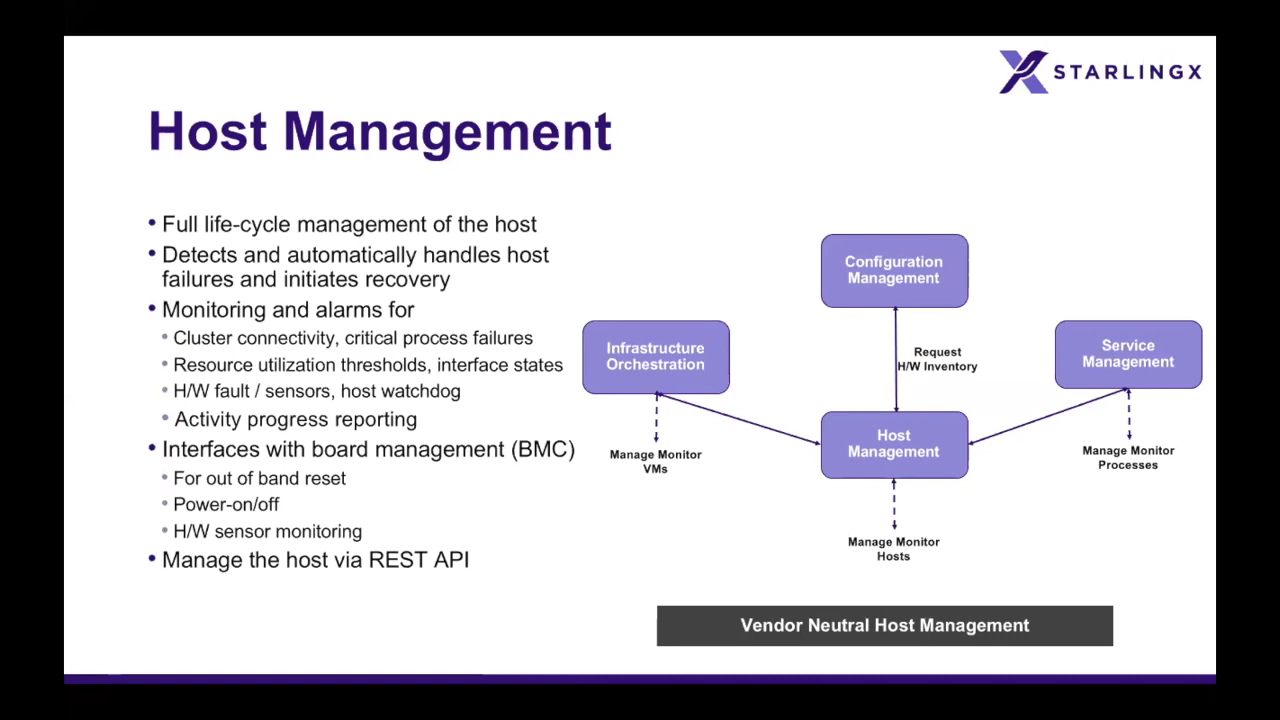 STARLINGX
Host Management
• Full life-cycle management of the host
• Detects and automatically handles host
failures and initiates recovery
• Monitoring and alarms for
• Cluster connectivity, critical process failures
• Resource utilization thresholds, interface states
• H/W fault / sensors, host watchdog
• Activity progress reporting
• Interfaces with board management (BMC)
• For out of band reset
• Power-on/off
• H/W sensor monitoring
• Manage the host via REST API
Configuration
Management
Infrastructure
Orchestration
Request
H/W Inventory
Service
Management
Host
Management
Manage Monitor
VMs
Manage Monitor
Processes
Manage Monitor
Hosts
Vendor Neutral Host Management